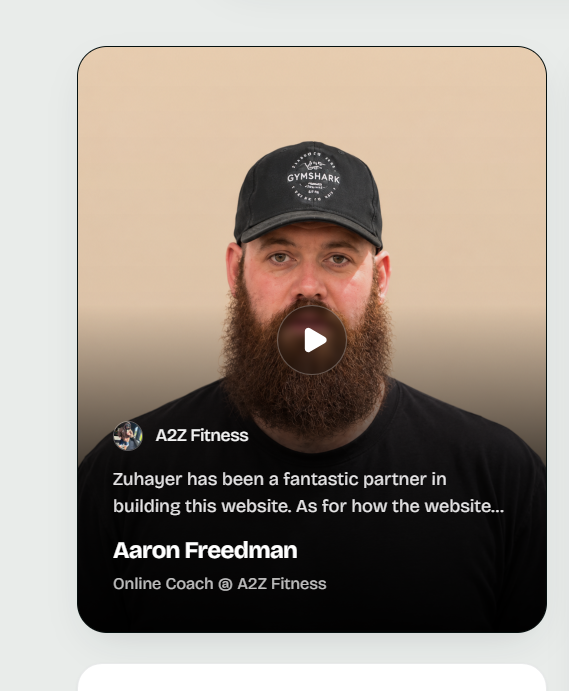 GYMSHARK
A2Z Fitness
Zuhayer has been a fantastic partner in
building this website. As for how the website...
Aaron Freedman
Online Coach @ A2Z Fitness